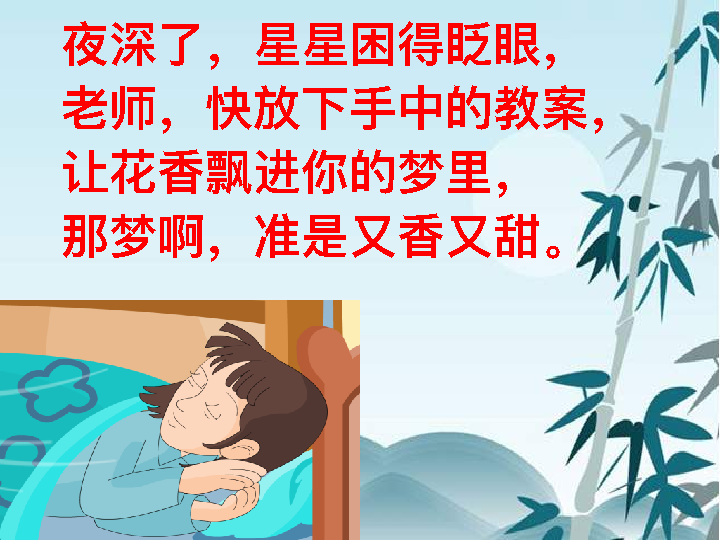 夜深了，星星困得眨眼，
老师，快放下手中的教案，
让花香飘进你的梦里，
那梦啊，准是又香又甜。